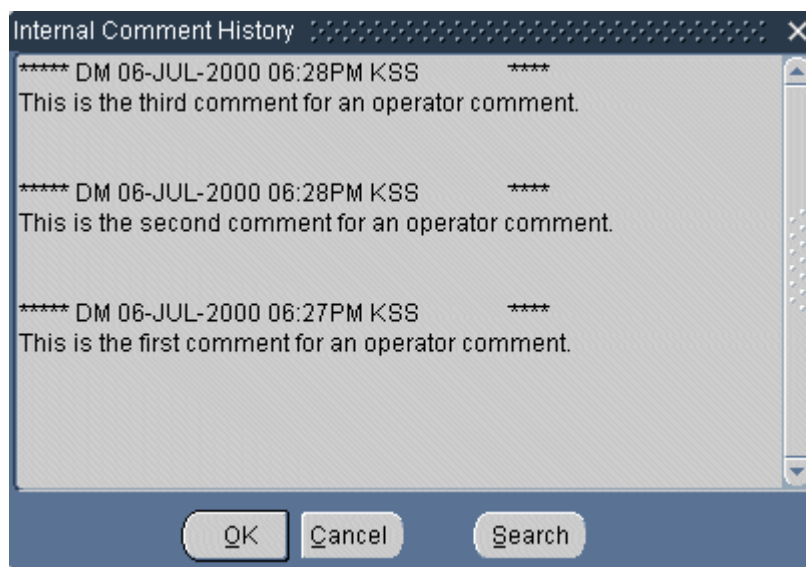 Internal Comment History
***** DM 06-JUL-2000 06:28PM KSS ****
This is the third comment for an operator comment.
***** DM 06-JUL-2000 06:28PM KSS ****
This is the second comment for an operator comment.
***** DM 06-JUL-2000 06:27PM KSS ****
This is the first comment for an operator comment.
OK Cancel Search